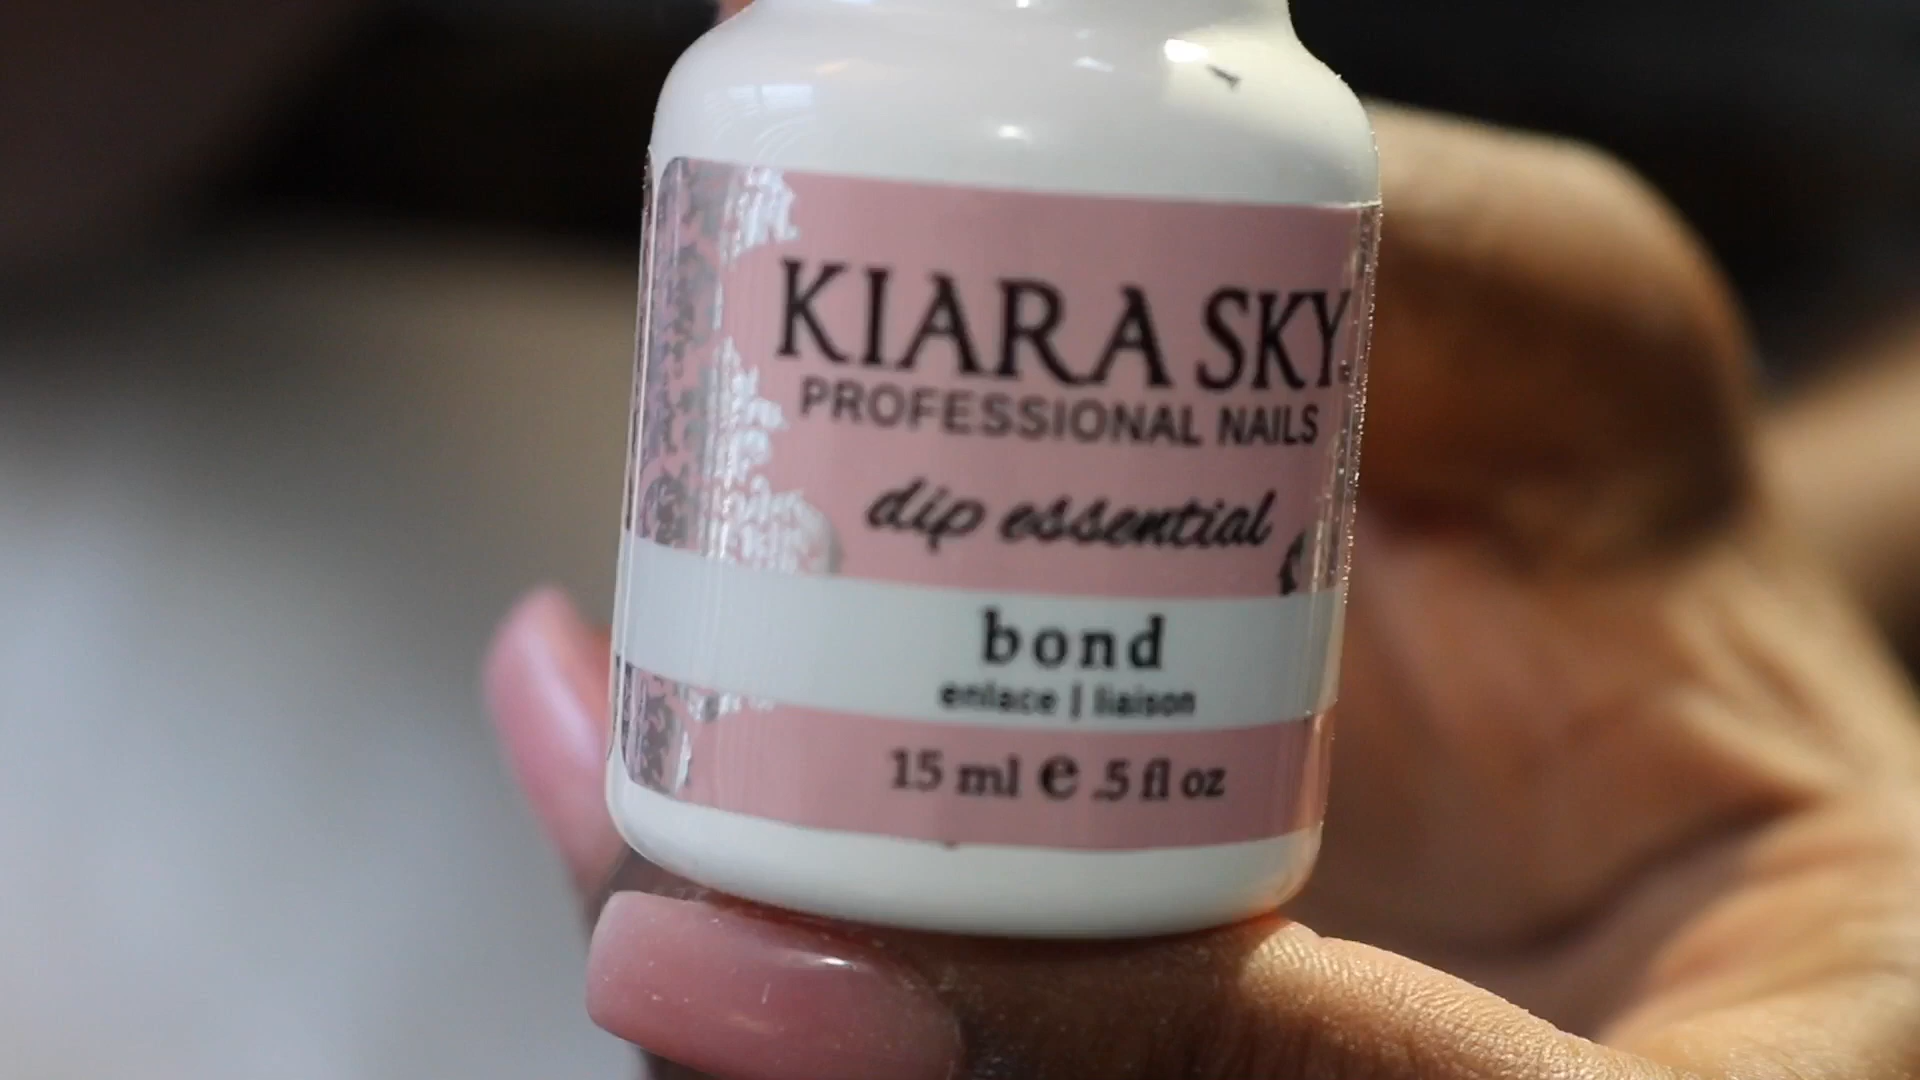 KIARA SKY
PROFESSIONAL NAILS
dip essential
bond
enlace | liaison
15 ml e .5 fl oz